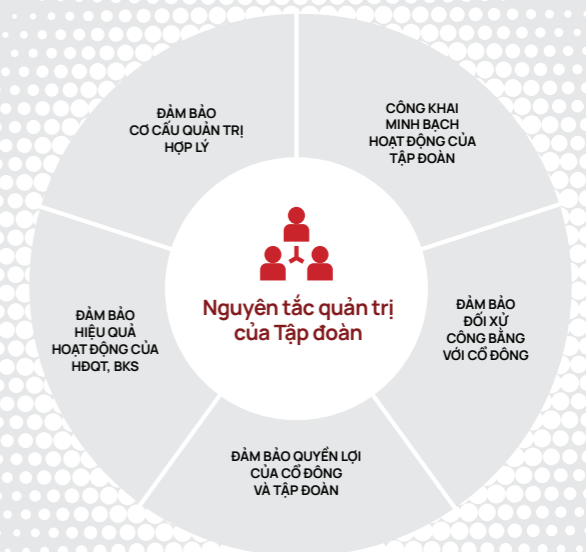 ĐẢM BẢO
CƠ CẤU QUẢN TRỊ
HỢP LÝ
CÔNG KHAI
MINH BẠCH
HOẠT ĐỘNG CỦA
TẬP ĐOÀN
Nguyên tắc quản trị
của Tập đoàn
ĐẢM BẢO
HIỆU QUẢ
HOẠT ĐỘNG CỦA
HĐQT, BKS
ĐẢM BẢO
ĐỐI XỬ
CÔNG BẰNG
VỚI CỔ ĐÔNG
ĐẢM BẢO QUYỀN LỢI
CỦA CỔ ĐÔNG
VÀ TẬP ĐOÀN